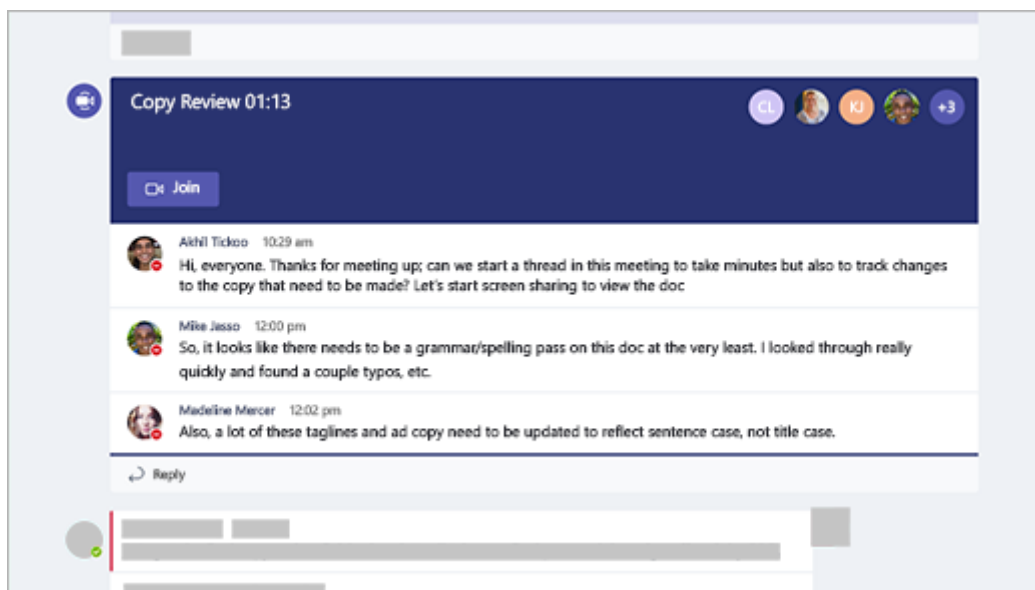 Copy Review 01:13
CL
KJ
+3
Join
Akhil Tickoo 10:29 am
Hi, everyone. Thanks for meeting up; can we start a thread in this meeting to take minutes but also to track changes
to the copy that need to be made? Let's start screen sharing to view the doc
Mike Jasso 12:00 pm
So, it looks like there needs to be a grammar/spelling pass on this doc at the very least. I looked through really
quickly and found a couple typos, etc.
Madeline Mercer 12:02 pm
Also, a lot of these taglines and ad copy need to be updated to reflect sentence case, not title case.
Reply